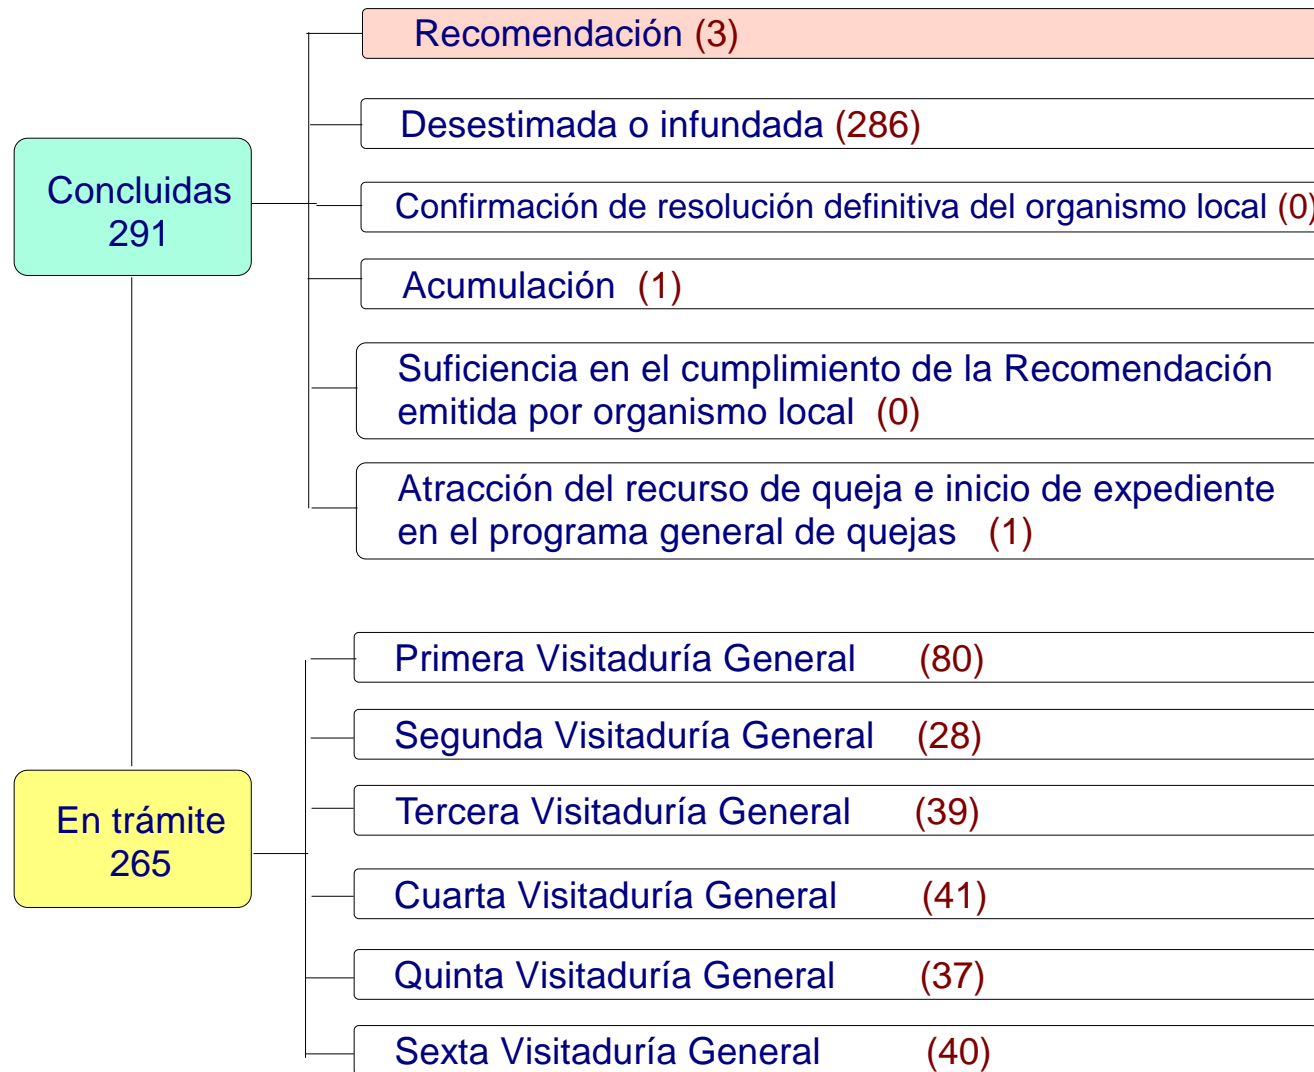 Recomendación (3)
Desestimada o infundada (286)
Concluidas
291
Confirmación de resolución definitiva del organismo local (0)
Acumulación (1)
Suficiencia en el cumplimiento de la Recomendación
emitida por organismo local (0)
Atracción del recurso de queja e inicio de expediente
en el programa general de quejas (1)
Primera Visitaduría General (80)
Segunda Visitaduría General (28)
En trámite
265
Tercera Visitaduría General (39)
Cuarta Visitaduría General (41)
Quinta Visitaduría General (37)
Sexta Visitaduría General (40)